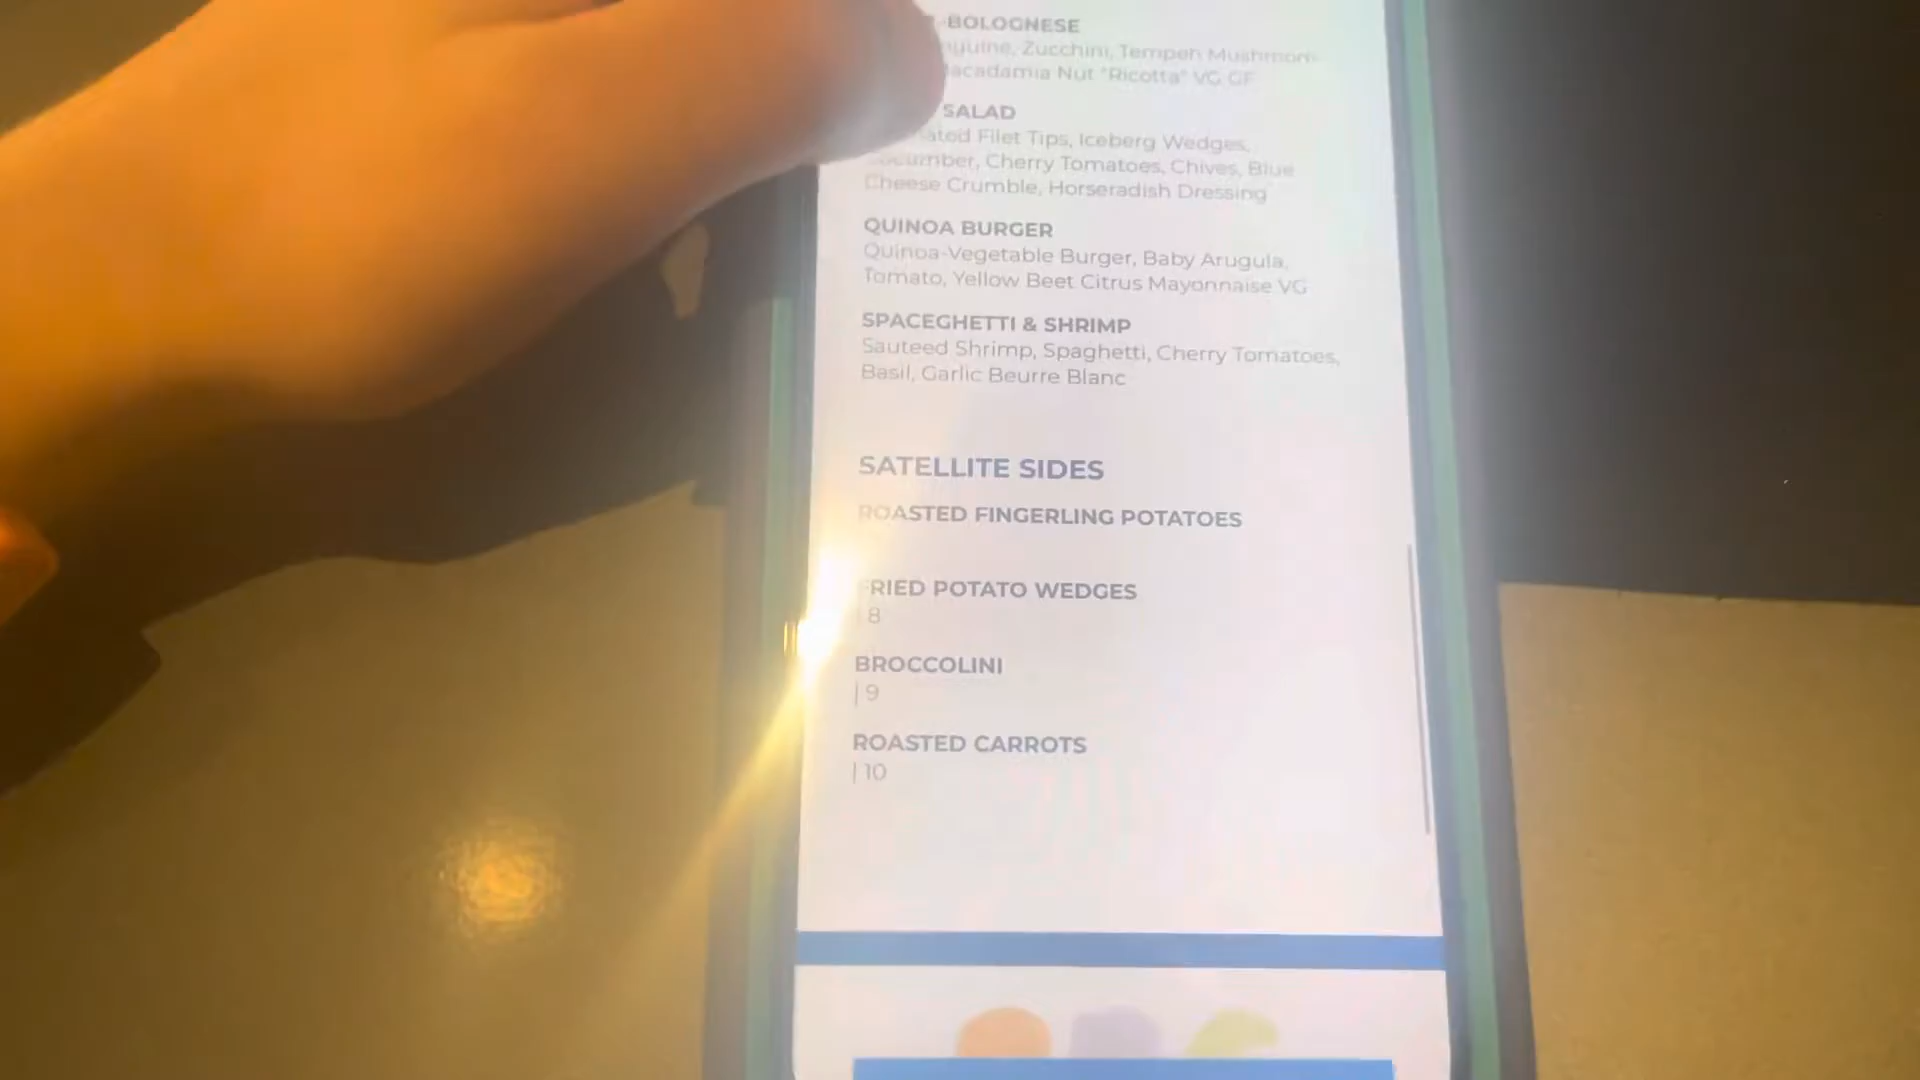 BOLOGNESE
Zucchini, Tempeh Mushroom
Nut "Ricotta" VG GF
SALAD
Filet Tips, Iceberg Wedges,
Cherry Tomatoes, Chives, Blue
Cheese Crumble, Horseradish Dressing
QUINOA BURGER
Quinoa-Vegetable Burger, Baby Arugula,
Tomato, Yellow Beet Citrus Mayonnaise VG
SPACEGHETTI & SHRIMP
Sauteed Shrimp, Spaghetti, Cherry Tomatoes,
Basil, Garlic Beurre Blanc
SATELLITE SIDES
ROASTED FINGERLING POTATOES
FRIED POTATO WEDGES
| 8
BROCCOLINI
| 9
ROASTED CARROTS
| 10